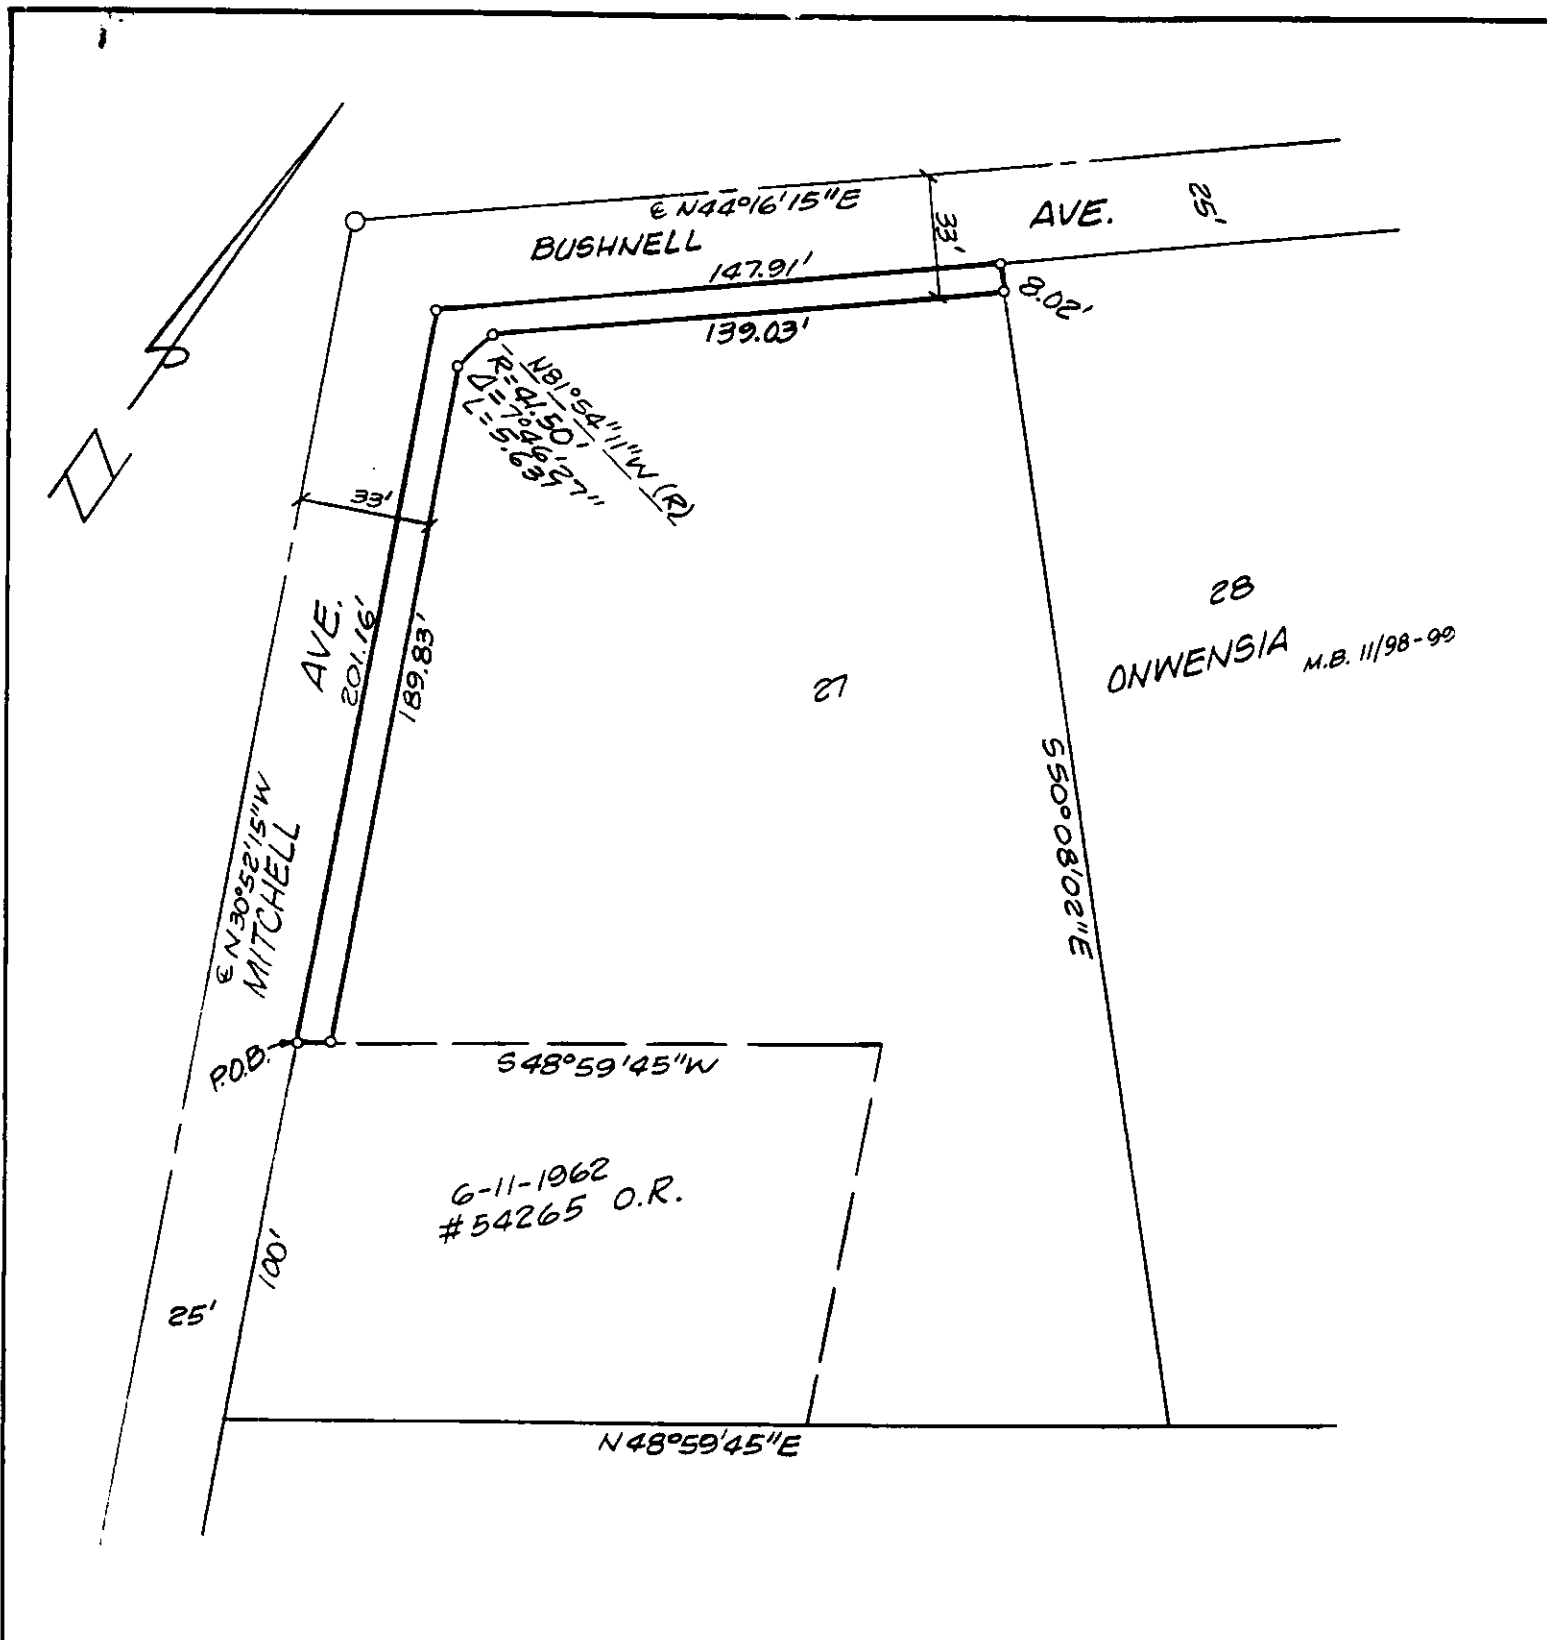 ℄ N44°16'15"E
BUSHNELL AVE.
25'
33'
147.91'
8.02'
139.03'
N81°54'11"W (R)
R=41.50'
Δ=7°46'27"
L=5.63'
N
33'
AVE.
201.16'
189.83'
28
ONWENSIA M.B. 11/98-99
27
S50°08'02"E
℄ N30°52'15"W
MITCHELL
P.O.B.
S48°59'45"W
6-11-1962
#54265 O.R.
100'
25'
N48°59'45"E